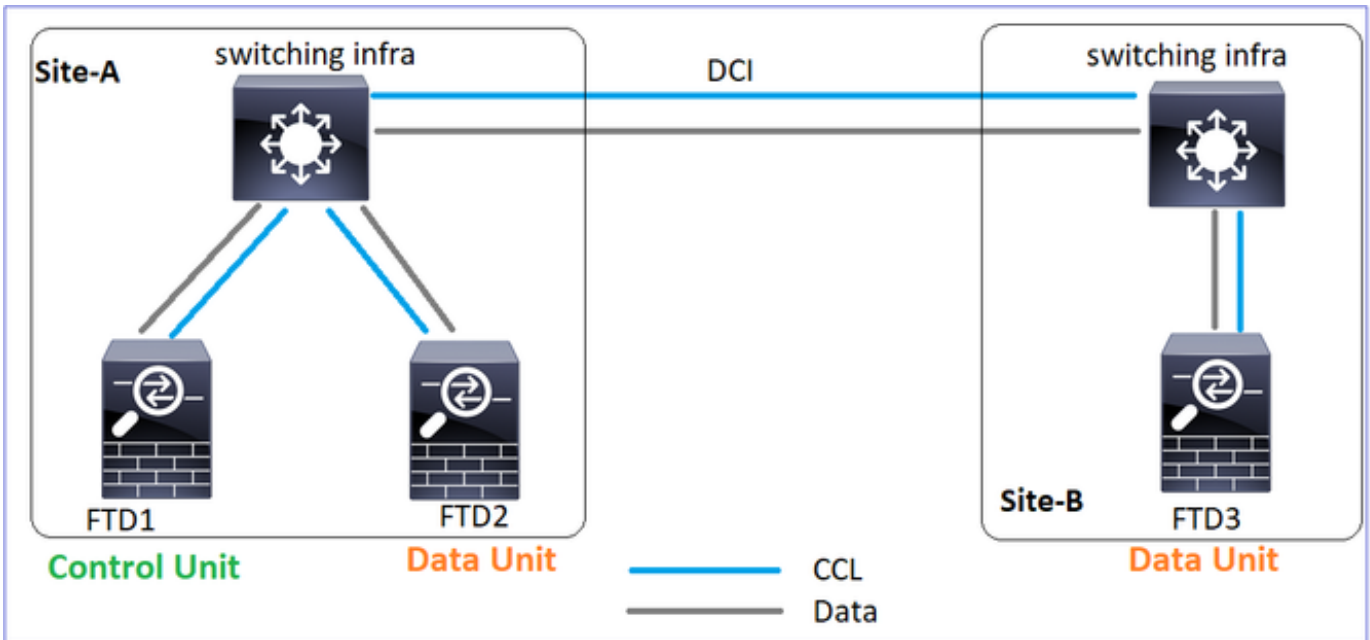 Site-A
switching infra
DCI
switching infra
FTD1
Control Unit
FTD2
Data Unit
Site-B
FTD3
Data Unit
CCL
Data